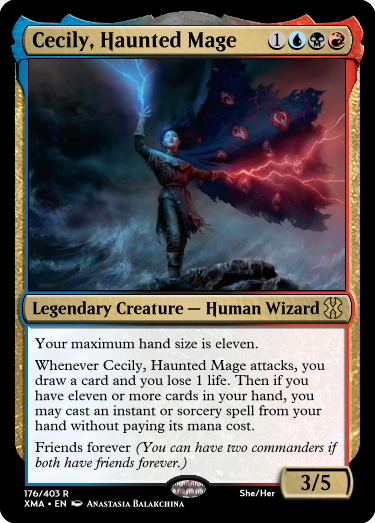 Cecily, Haunted Mage 1
Legendary Creature — Human Wizard
Your maximum hand size is eleven.
Whenever Cecily, Haunted Mage attacks, you
draw a card and you lose 1 life. Then if you
have eleven or more cards in your hand, you
may cast an instant or sorcery spell from your
hand without paying its mana cost.
Friends forever (You can have two commanders if
both have friends forever.)
3/5
176/403 R She/Her
XMA • EN Anastasia Balakchina